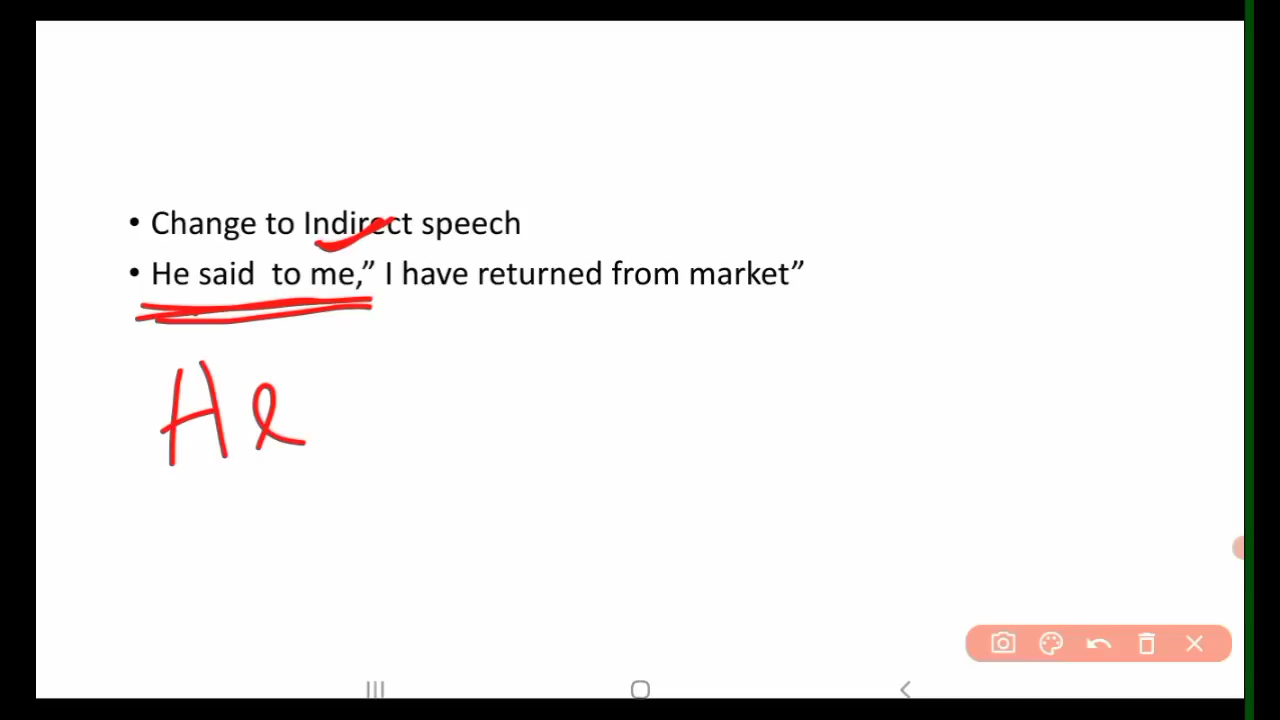 • Change to Indirect speech
• He said  to me,” I have returned from market”
He